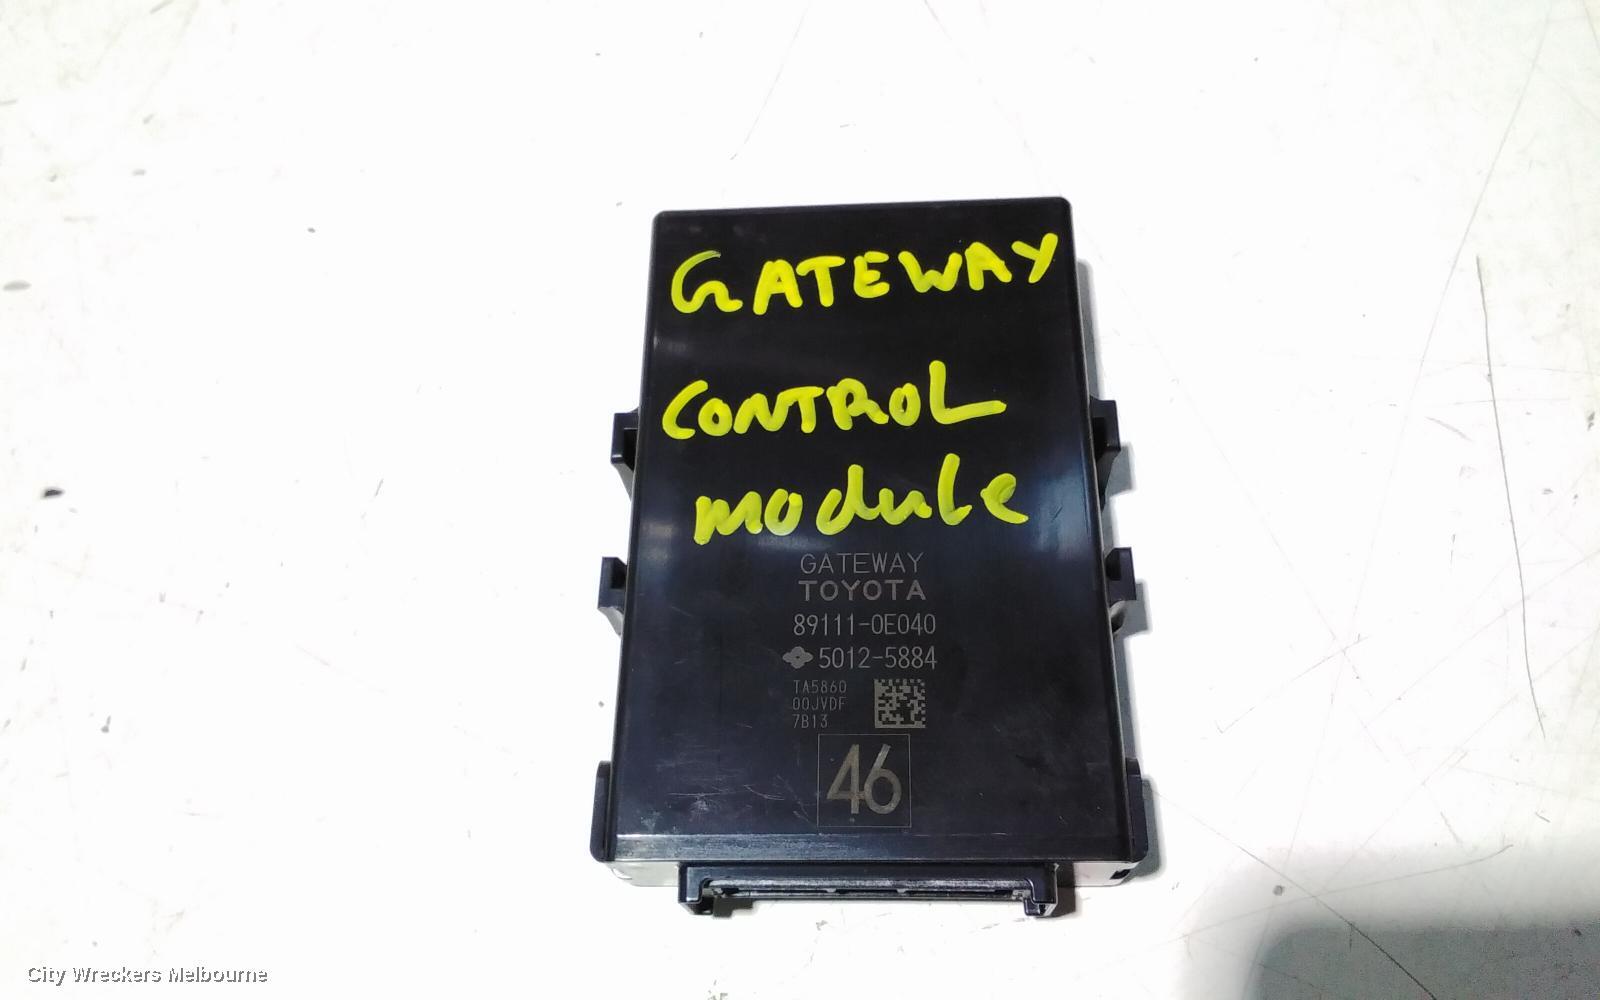 GATEWAY
CONTROL
module
GATEWAY
TOYOTA
89111-0E040
5012-5884
TA5860
00JVDF
7B13
46
City Wreckers Melbourne